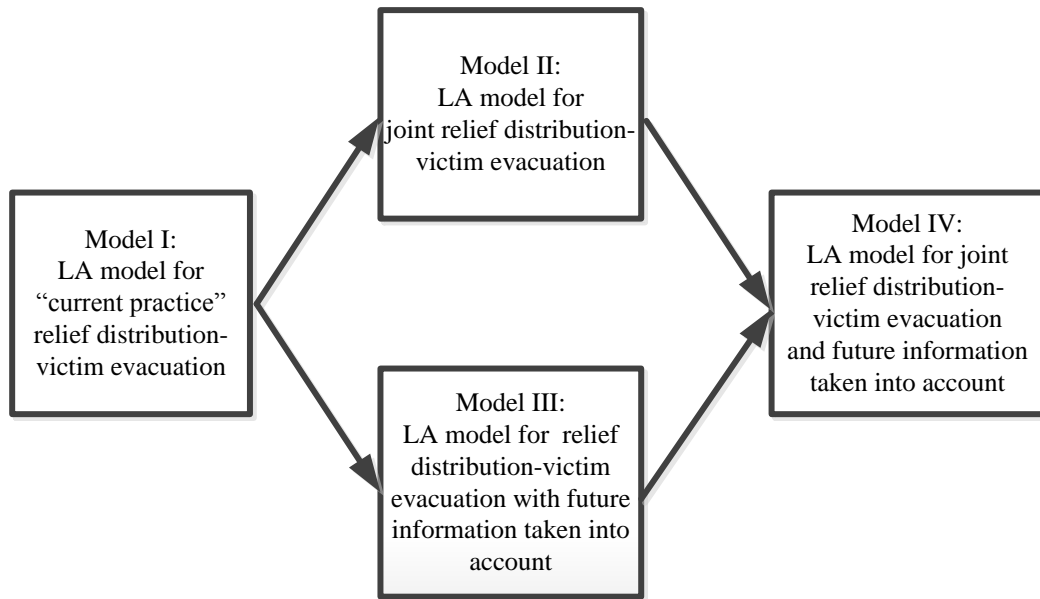 Model I:
LA model for
“current practice”
relief distribution-
victim evacuation
Model II:
LA model for
joint relief distribution-
victim evacuation
Model III:
LA model for relief
distribution-victim
evacuation with future
information taken into
account
Model IV:
LA model for joint
relief distribution-
victim evacuation
and future information
taken into account